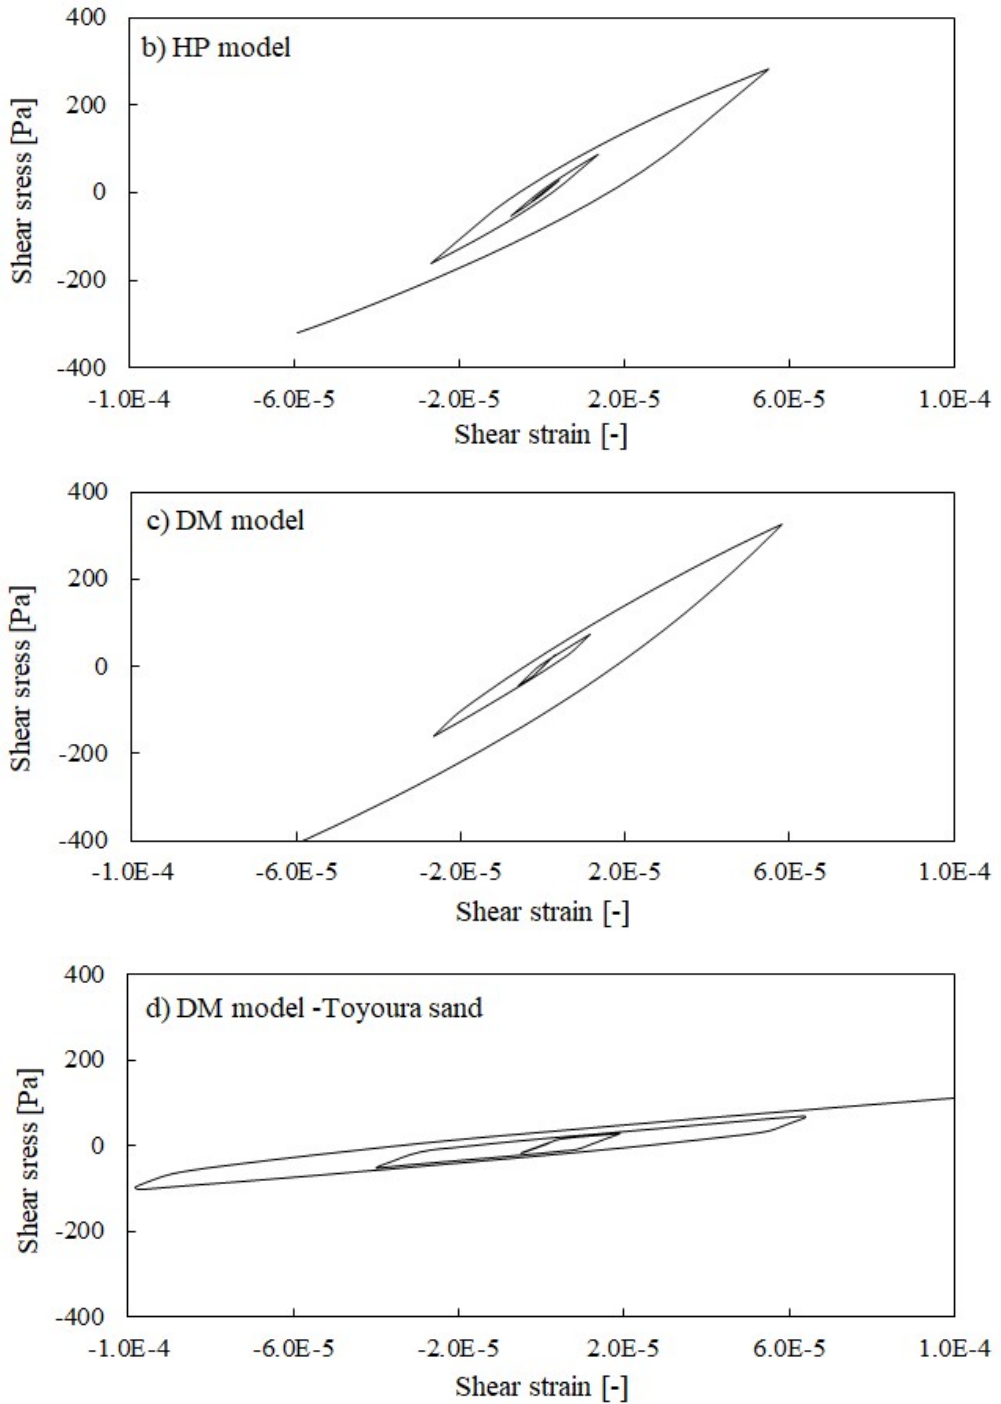 400
b) HP model
200
0
-200
-400
Shear sress [Pa]
-1.0E-4 -6.0E-5 -2.0E-5 2.0E-5 6.0E-5 1.0E-4
Shear strain [-]
400
c) DM model
200
0
-200
-400
Shear sress [Pa]
-1.0E-4 -6.0E-5 -2.0E-5 2.0E-5 6.0E-5 1.0E-4
Shear strain [-]
400
d) DM model -Toyoura sand
200
0
-200
-400
Shear sress [Pa]
-1.0E-4 -6.0E-5 -2.0E-5 2.0E-5 6.0E-5 1.0E-4
Shear strain [-]